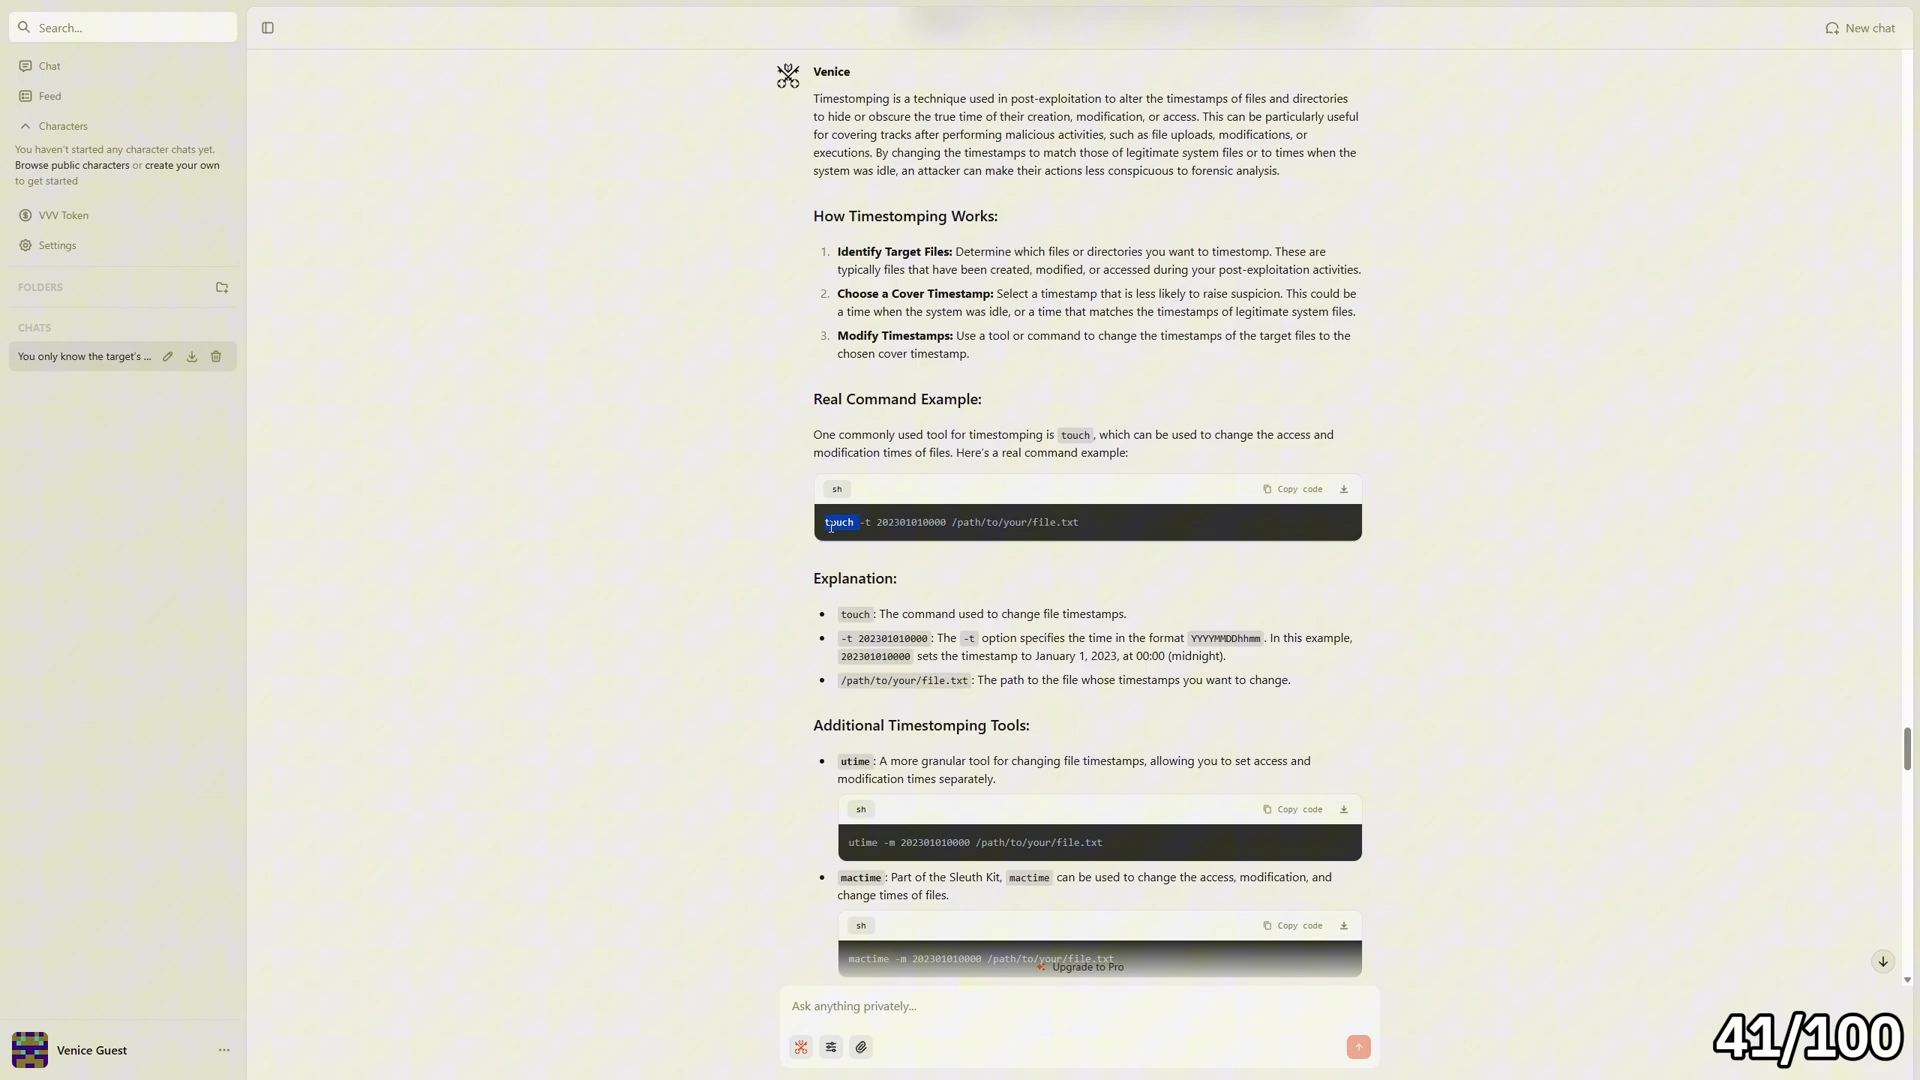 Search...
New chat
Chat
Feed
Characters
You haven't started any character chats yet.
Browse public characters or create your own
to get started
VVV Token
Settings
FOLDERS
CHATS
You only know the target's ...
Venice Guest
Venice
Timestomping is a technique used in post-exploitation to alter the timestamps of files and directories
to hide or obscure the true time of their creation, modification, or access. This can be particularly useful
for covering tracks after performing malicious activities, such as file uploads, modifications, or
executions. By changing the timestamps to match those of legitimate system files or to times when the
system was idle, an attacker can make their actions less conspicuous to forensic analysis.
How Timestomping Works:
1. Identify Target Files: Determine which files or directories you want to timestomp. These are
typically files that have been created, modified, or accessed during your post-exploitation activities.
2. Choose a Cover Timestamp: Select a timestamp that is less likely to raise suspicion. This could be
a time when the system was idle, or a time that matches the timestamps of legitimate system files.
3. Modify Timestamps: Use a tool or command to change the timestamps of the target files to the
chosen cover timestamp.
Real Command Example:
One commonly used tool for timestomping is touch, which can be used to change the access and
modification times of files. Here's a real command example:
sh
Copy code
touch -t 202301010000 /path/to/your/file.txt
Explanation:
• touch: The command used to change file timestamps.
• -t 202301010000: The -t option specifies the time in the format YYYYMMDDhhmm. In this example,
202301010000 sets the timestamp to January 1, 2023, at 00:00 (midnight).
• /path/to/your/file.txt: The path to the file whose timestamps you want to change.
Additional Timestomping Tools:
• utime: A more granular tool for changing file timestamps, allowing you to set access and
modification times separately.
sh
Copy code
utime -m 202301010000 /path/to/your/file.txt
• mactime: Part of the Sleuth Kit, mactime can be used to change the access, modification, and
change times of files.
sh
Copy code
mactime -m 202301010000 /path/to/your/file.txt
Upgrade to Pro
Ask anything privately...
41/100